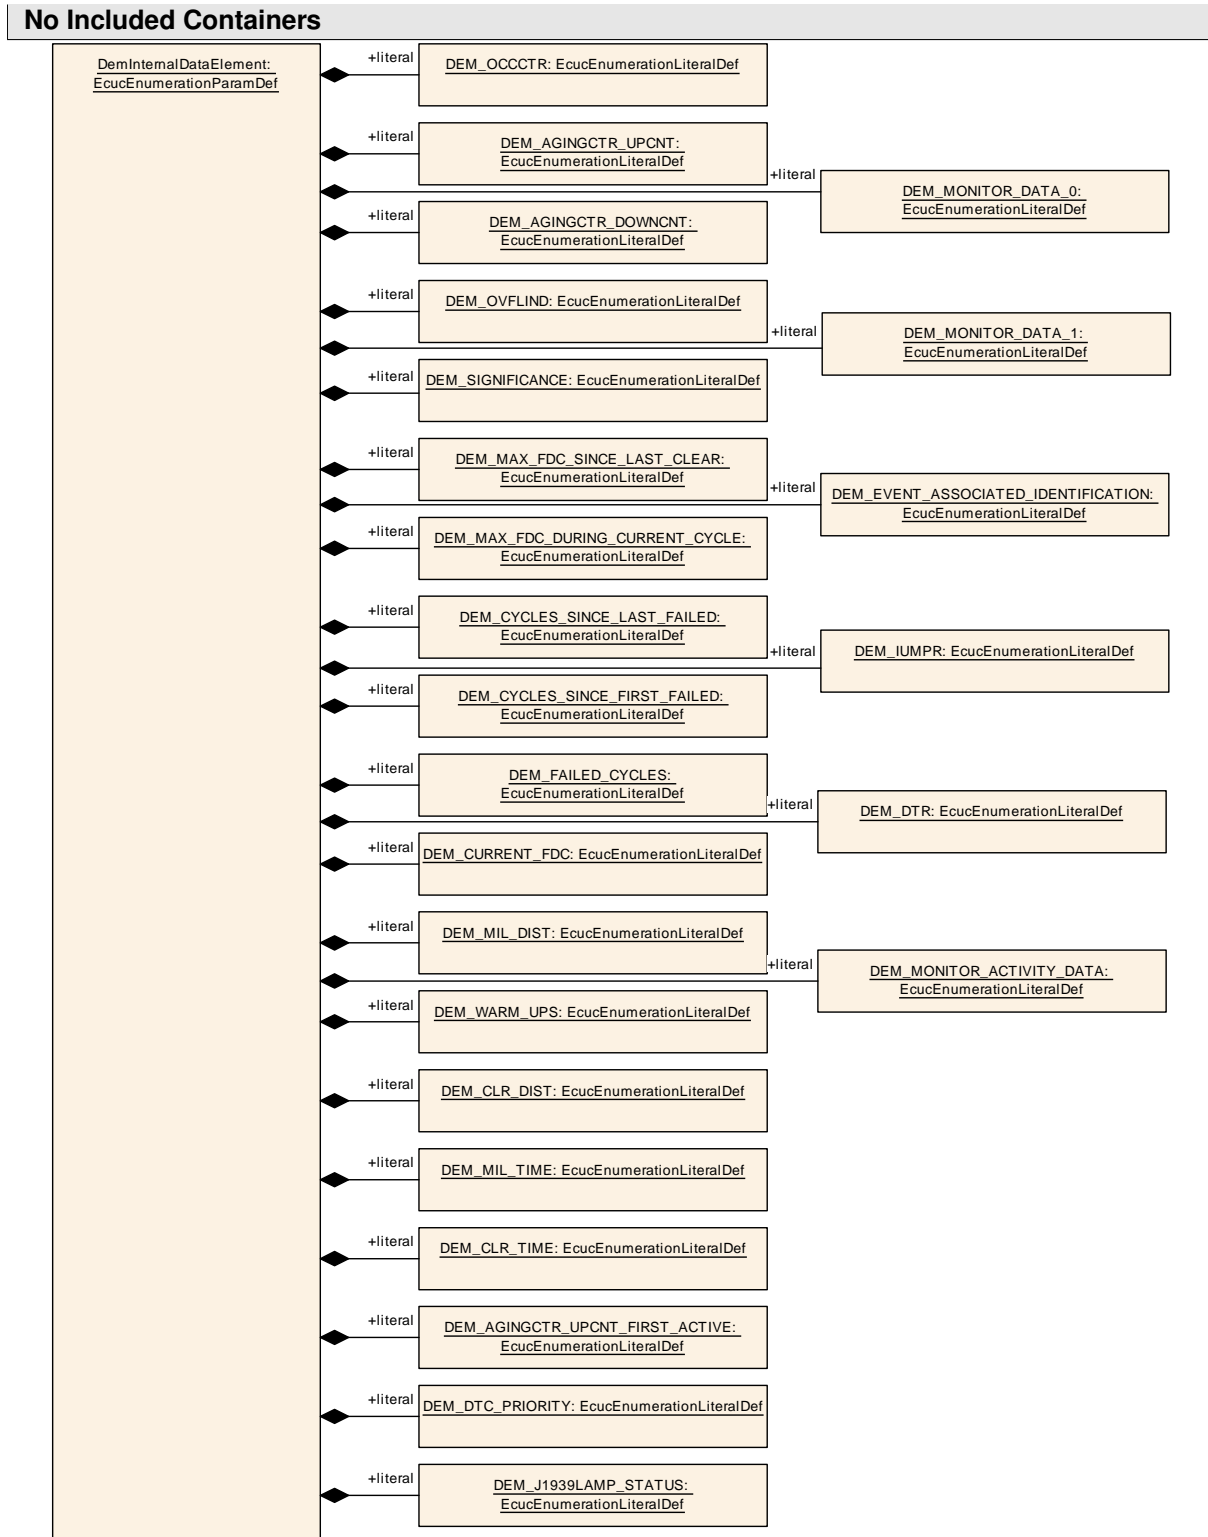 No Included Containers
DemInternalDataElement:
EcucEnumerationParamDef
+literal
DEM_OCCCTR: EcucEnumerationLiteralDef
+literal
DEM_AGINGCTR_UPCNT:
EcucEnumerationLiteralDef
+literal
DEM_MONITOR_DATA_0:
EcucEnumerationLiteralDef
+literal
DEM_AGINGCTR_DOWNCNT:
EcucEnumerationLiteralDef
+literal
DEM_OVFLIND: EcucEnumerationLiteralDef
+literal
DEM_MONITOR_DATA_1:
EcucEnumerationLiteralDef
+literal
DEM_SIGNIFICANCE: EcucEnumerationLiteralDef
+literal
DEM_MAX_FDC_SINCE_LAST_CLEAR:
EcucEnumerationLiteralDef
+literal
DEM_EVENT_ASSOCIATED_IDENTIFICATION:
EcucEnumerationLiteralDef
+literal
DEM_MAX_FDC_DURING_CURRENT_CYCLE:
EcucEnumerationLiteralDef
+literal
DEM_CYCLES_SINCE_LAST_FAILED:
EcucEnumerationLiteralDef
+literal
DEM_IUMPR: EcucEnumerationLiteralDef
+literal
DEM_CYCLES_SINCE_FIRST_FAILED:
EcucEnumerationLiteralDef
+literal
DEM_FAILED_CYCLES:
EcucEnumerationLiteralDef
+literal
DEM_DTR: EcucEnumerationLiteralDef
+literal
DEM_CURRENT_FDC: EcucEnumerationLiteralDef
+literal
DEM_MIL_DIST: EcucEnumerationLiteralDef
+literal
DEM_MONITOR_ACTIVITY_DATA:
EcucEnumerationLiteralDef
+literal
DEM_WARM_UPS: EcucEnumerationLiteralDef
+literal
DEM_CLR_DIST: EcucEnumerationLiteralDef
+literal
DEM_MIL_TIME: EcucEnumerationLiteralDef
+literal
DEM_CLR_TIME: EcucEnumerationLiteralDef
+literal
DEM_AGINGCTR_UPCNT_FIRST_ACTIVE:
EcucEnumerationLiteralDef
+literal
DEM_DTC_PRIORITY: EcucEnumerationLiteralDef
+literal
DEM_J1939LAMP_STATUS:
EcucEnumerationLiteralDef